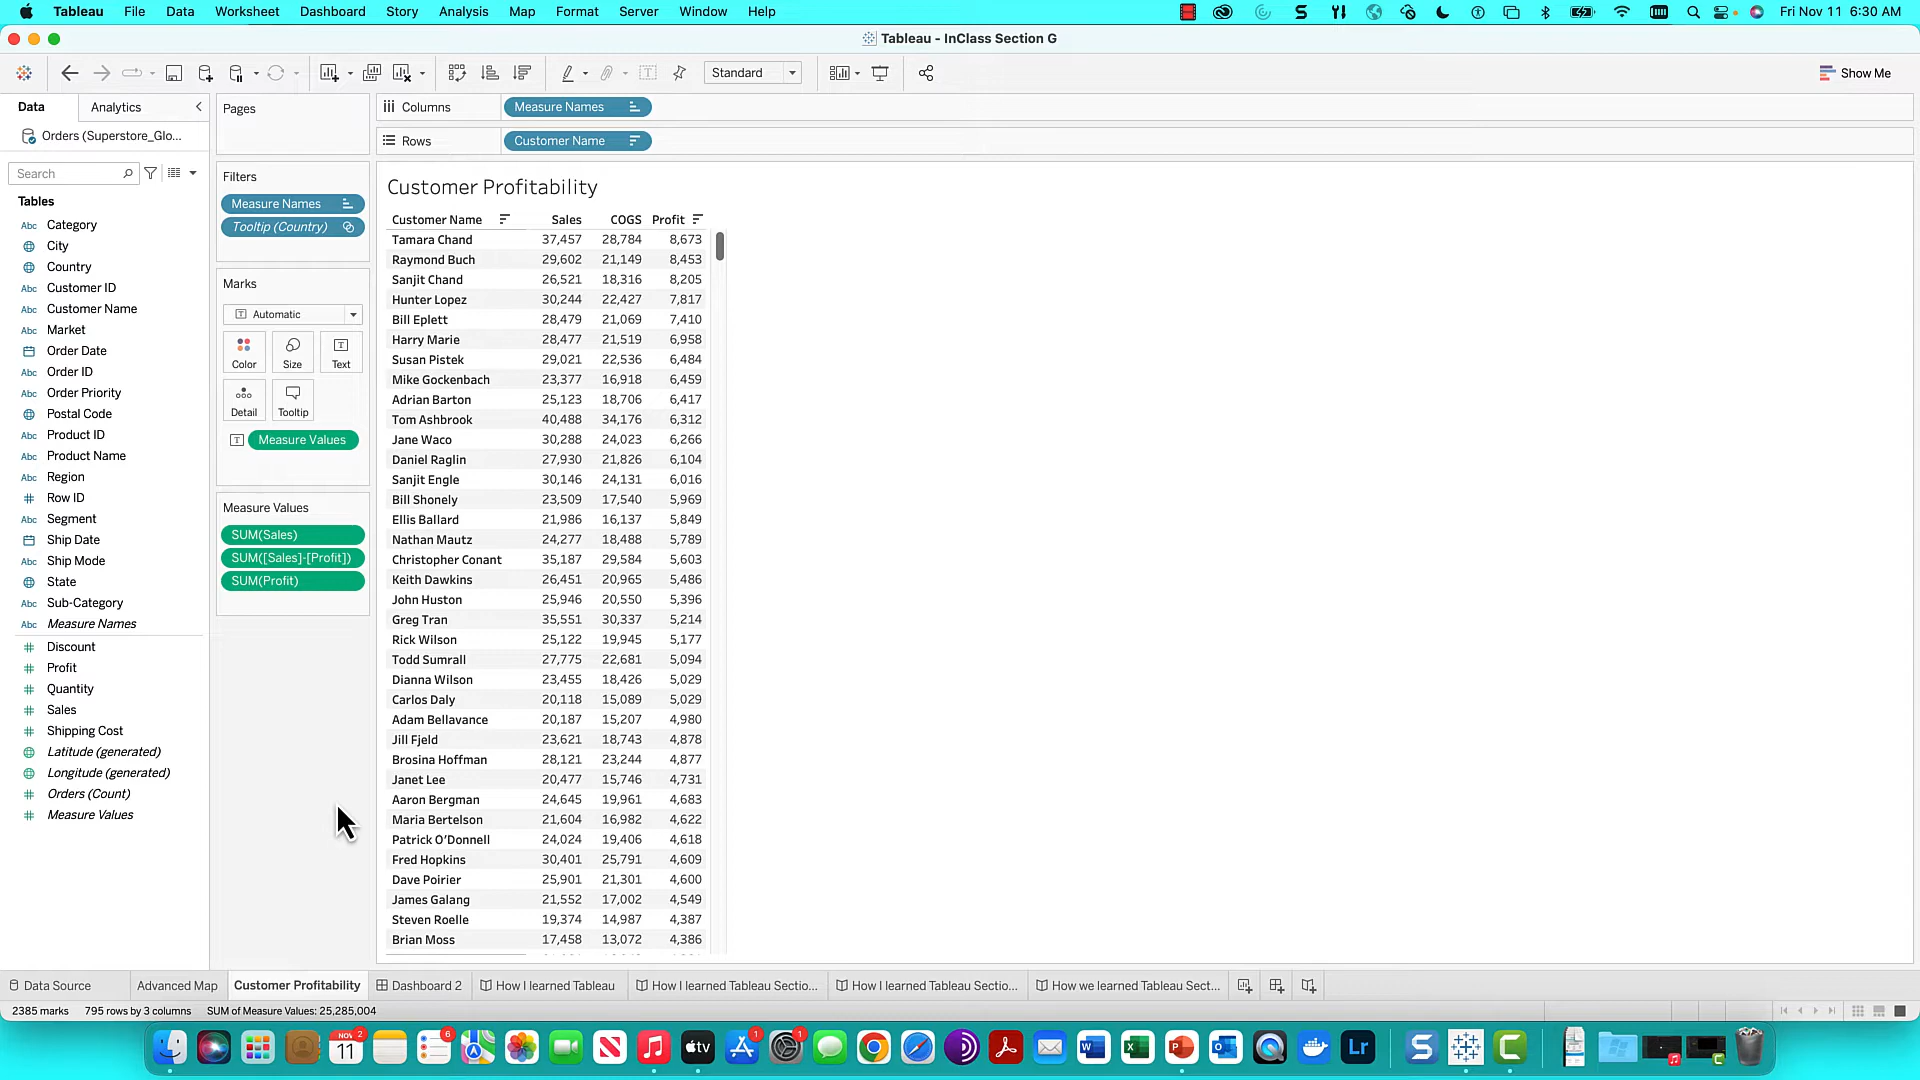 Tableau File Data Worksheet Dashboard Story Analysis Map Format Server Window Help Fri Nov 11 6:30 AM
Tableau - InClass Section G
Standard Show Me
Data Analytics
Orders (Superstore_Glo...
Search
Tables
Abc Category
City
Country
Abc Customer ID
Abc Customer Name
Abc Market
Order Date
Abc Order ID
Abc Order Priority
Postal Code
Abc Product ID
Abc Product Name
Abc Region
# Row ID
Abc Segment
Ship Date
Abc Ship Mode
State
Abc Sub-Category
Abc Measure Names
# Discount
# Profit
# Quantity
# Sales
# Shipping Cost
Latitude (generated)
Longitude (generated)
# Orders (Count)
# Measure Values
Pages
Filters
Measure Names
Tooltip (Country)
Marks
Automatic
Color Size Text
Detail Tooltip
Measure Values
Measure Values
SUM(Sales)
SUM([Sales]-[Profit])
SUM(Profit)
Columns Measure Names
Rows Customer Name
Customer Profitability
Customer Name Sales COGS Profit
Tamara Chand 37,457 28,784 8,673
Raymond Buch 29,602 21,149 8,453
Sanjit Chand 26,521 18,316 8,205
Hunter Lopez 30,244 22,427 7,817
Bill Eplett 28,479 21,069 7,410
Harry Marie 28,477 21,519 6,958
Susan Pistek 29,021 22,536 6,484
Mike Gockenbach 23,377 16,918 6,459
Adrian Barton 25,123 18,706 6,417
Tom Ashbrook 40,488 34,176 6,312
Jane Waco 30,288 24,023 6,266
Daniel Raglin 27,930 21,826 6,104
Sanjit Engle 30,146 24,131 6,016
Bill Shonely 23,509 17,540 5,969
Ellis Ballard 21,986 16,137 5,849
Nathan Mautz 24,277 18,488 5,789
Christopher Conant 35,187 29,584 5,603
Keith Dawkins 26,451 20,965 5,486
John Huston 25,946 20,550 5,396
Greg Tran 35,551 30,337 5,214
Rick Wilson 25,122 19,945 5,177
Todd Sumrall 27,775 22,681 5,094
Dianna Wilson 23,455 18,426 5,029
Carlos Daly 20,118 15,089 5,029
Adam Bellavance 20,187 15,207 4,980
Jill Fjeld 23,621 18,743 4,878
Brosina Hoffman 28,121 23,244 4,877
Janet Lee 20,477 15,746 4,731
Aaron Bergman 24,645 19,961 4,683
Maria Bertelson 21,604 16,982 4,622
Patrick O'Donnell 24,024 19,406 4,618
Fred Hopkins 30,401 25,791 4,609
Dave Poirier 25,901 21,301 4,600
James Galang 21,552 17,002 4,549
Steven Roelle 19,374 14,987 4,387
Brian Moss 17,458 13,072 4,386
Data Source Advanced Map Customer Profitability Dashboard 2 How I learned Tableau How I learned Tableau Sectio... How I learned Tableau Sectio... How we learned Tableau Sect...
2385 marks 795 rows by 3 columns SUM of Measure Values: 25,285,004
NOV 11 2 6 tv 1 1 W X P O Lr S C